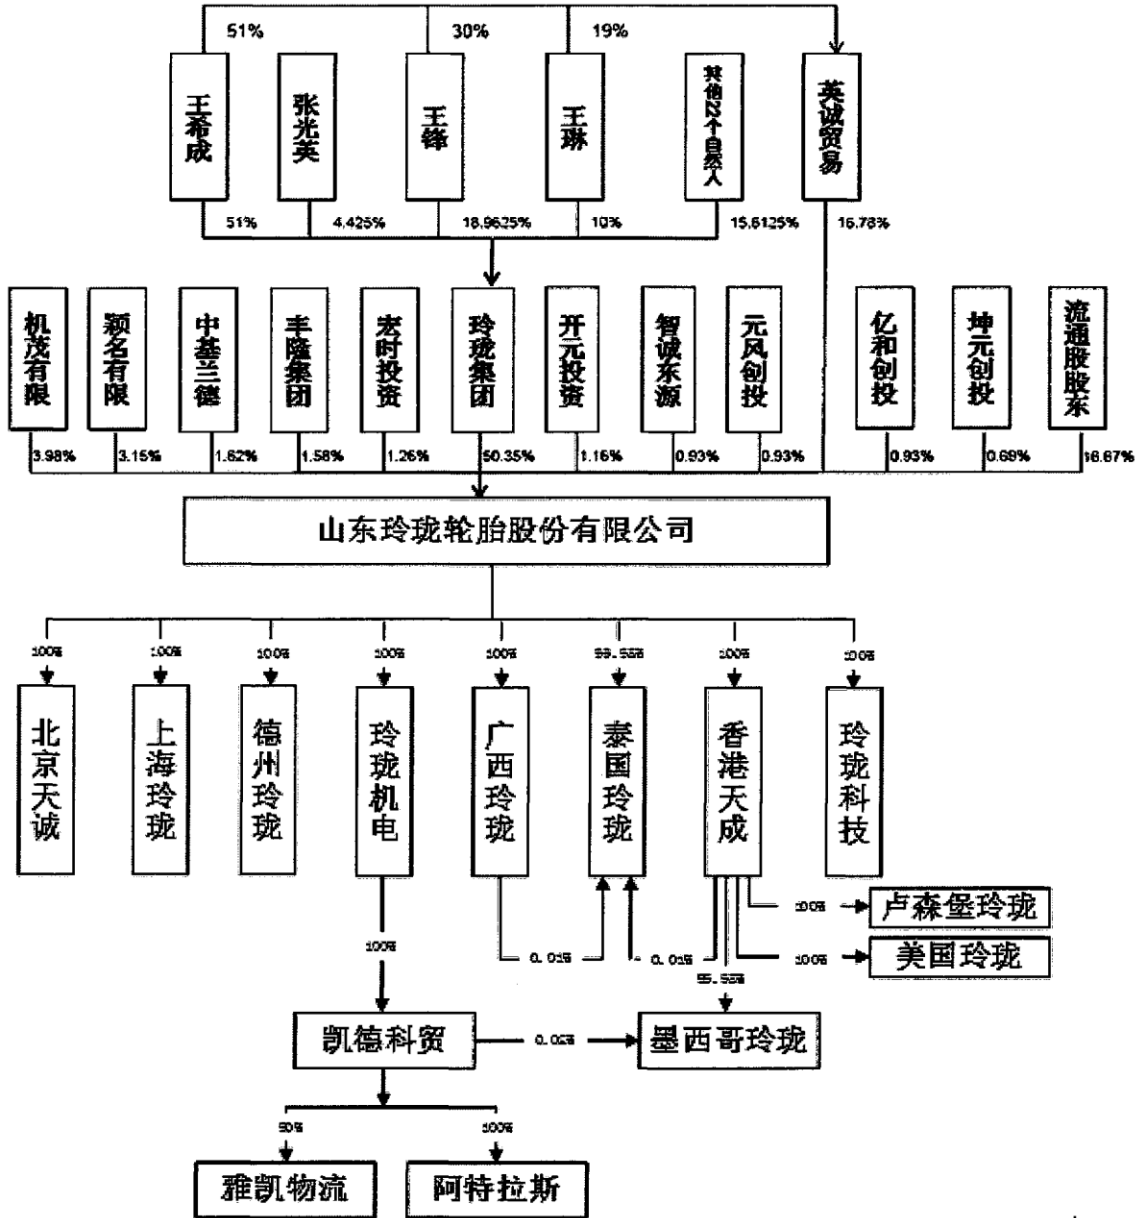 51%
30%
19%
王希成
张光英
王锋
王琳
其他22个自然人
英诚贸易
51%
4.425%
18.9625%
10%
15.6125%
16.78%
机茂有限
颖名有限
中基兰德
丰隆集团
宏时投资
玲珑集团
开元投资
智诚东源
元风创投
亿和创投
坤元创投
流通股股东
3.98%
3.15%
1.62%
1.58%
1.26%
50.35%
1.16%
0.93%
0.93%
0.93%
0.69%
16.67%
山东玲珑轮胎股份有限公司
100%
100%
100%
100%
100%
100%
100%
北京天诚
上海玲珑
德州玲珑
玲珑机电
广西玲珑
泰国玲珑
香港天成
玲珑科技
100%
卢森堡玲珑
100%
0.01%
0.01%
100%
美国玲珑
凯德科贸
0.02%
墨西哥玲珑
100%
雅凯物流
阿特拉斯